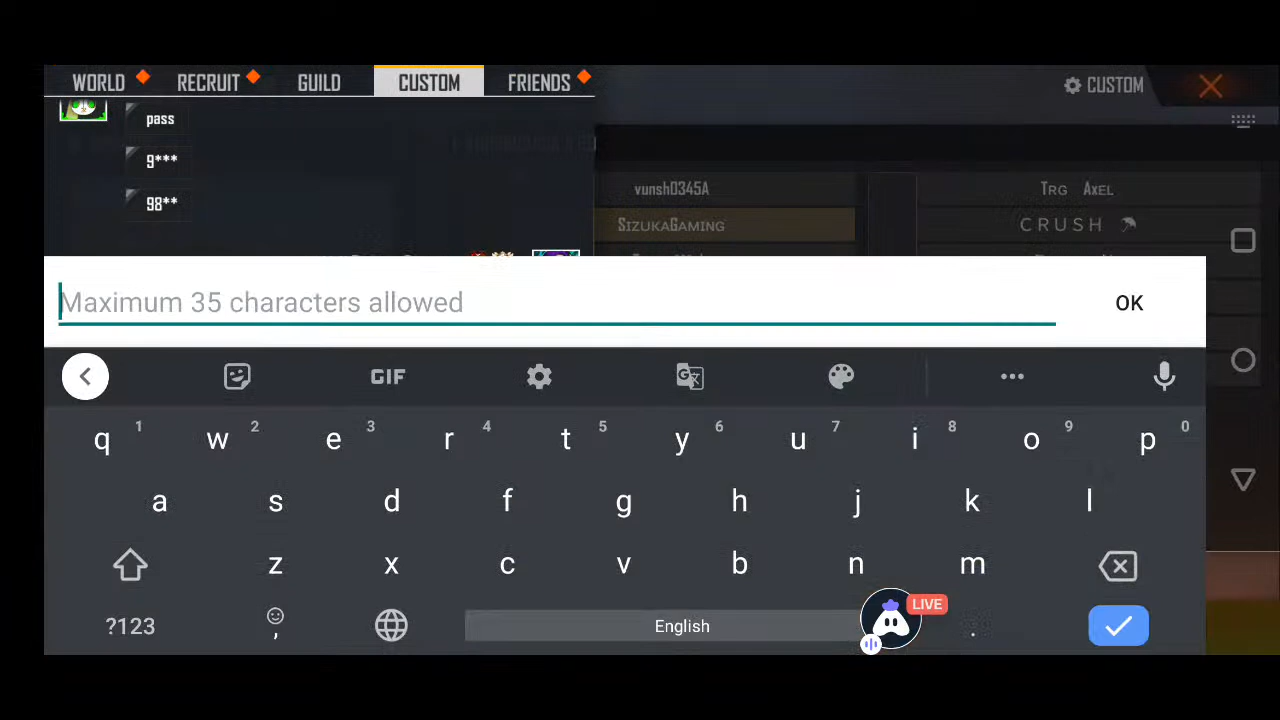 WORLD RECRUIT GUILD CUSTOM FRIENDS CUSTOM
pass
9***
98**
vunsh0345A Trg Axel
SizukaGaming CRUSH
Maximum 35 characters allowed OK
GIF
q 1 w 2 e 3 r 4 t 5 y 6 u 7 i 8 o 9 p 0
a s d f g h j k l
z x c v b n m
?123 , English . LIVE